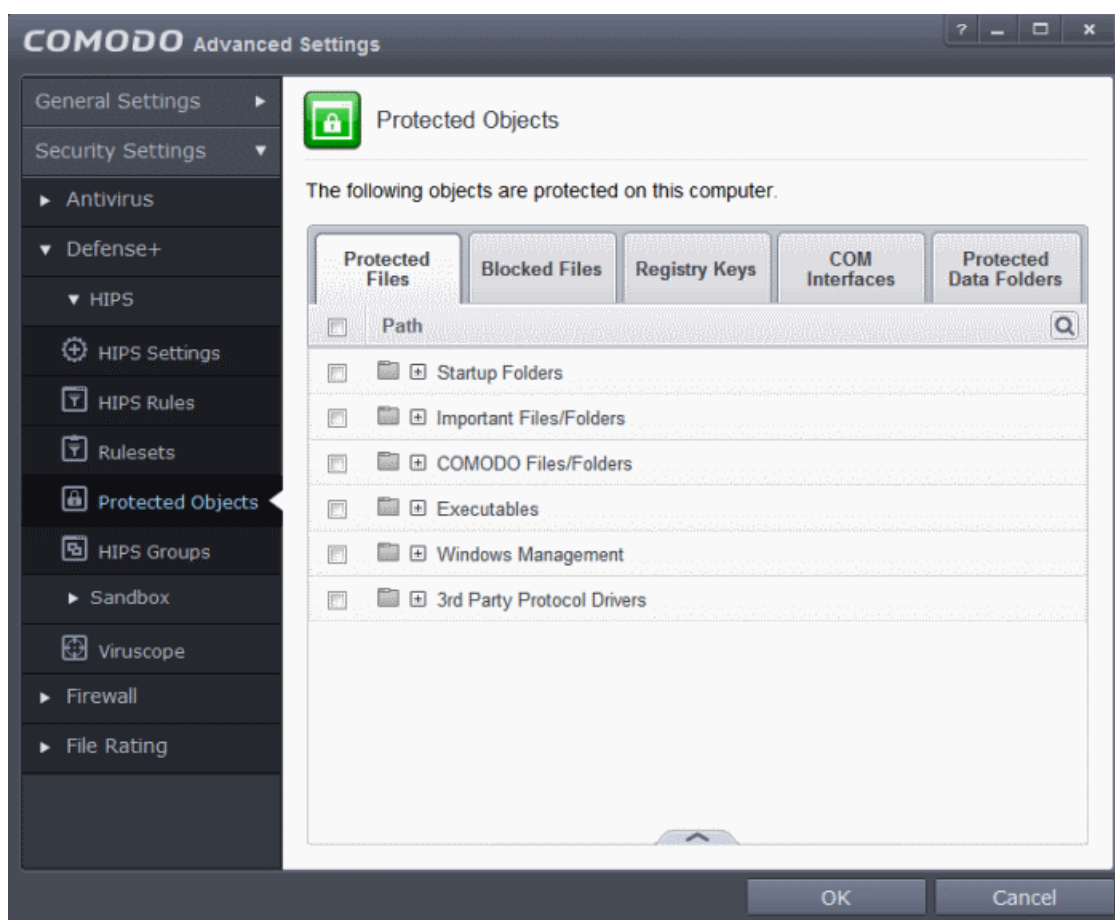 COMODO Advanced Settings
?
General Settings
Security Settings
Antivirus
Defense+
HIPS
HIPS Settings
HIPS Rules
Rulesets
Protected Objects
HIPS Groups
Sandbox
Viruscope
Firewall
File Rating
Protected Objects
The following objects are protected on this computer.
Protected
Files
Blocked Files
Registry Keys
COM
Interfaces
Protected
Data Folders
Path
Startup Folders
Important Files/Folders
COMODO Files/Folders
Executables
Windows Management
3rd Party Protocol Drivers
OK
Cancel